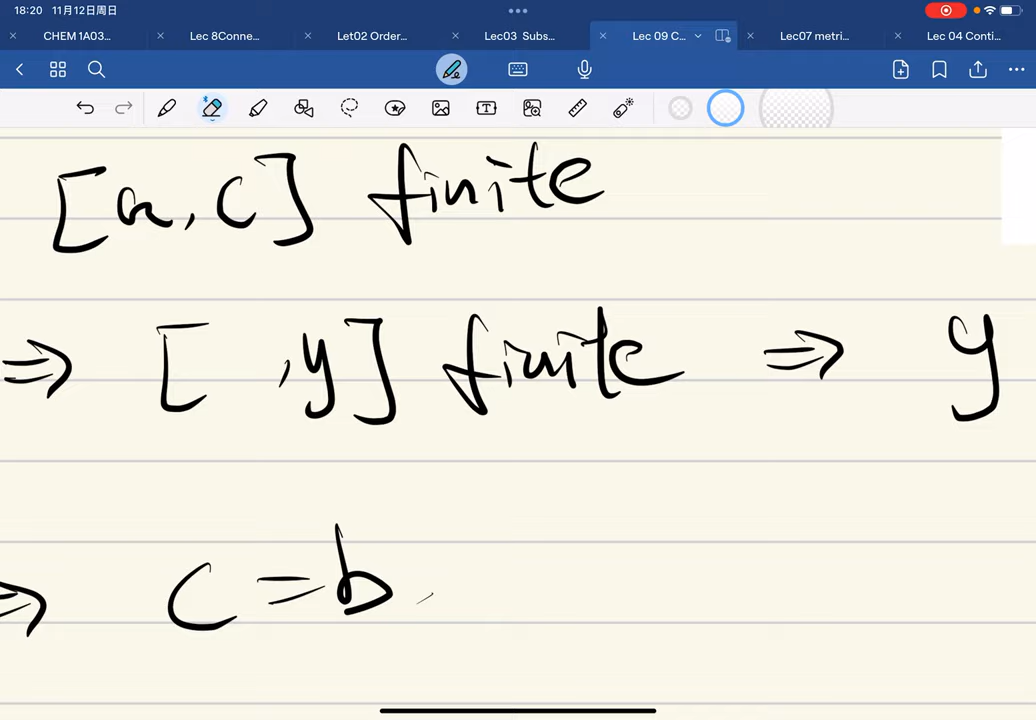 18:20 11月12日周日
CHEM 1A03... Lec 8Conne... Let02 Order... Lec03 Subs... Lec 09 C... Lec07 metri... Lec 04 Conti...
[a, c] finite
⇒ [ , y] finite ⇒ y
⇒ c = b